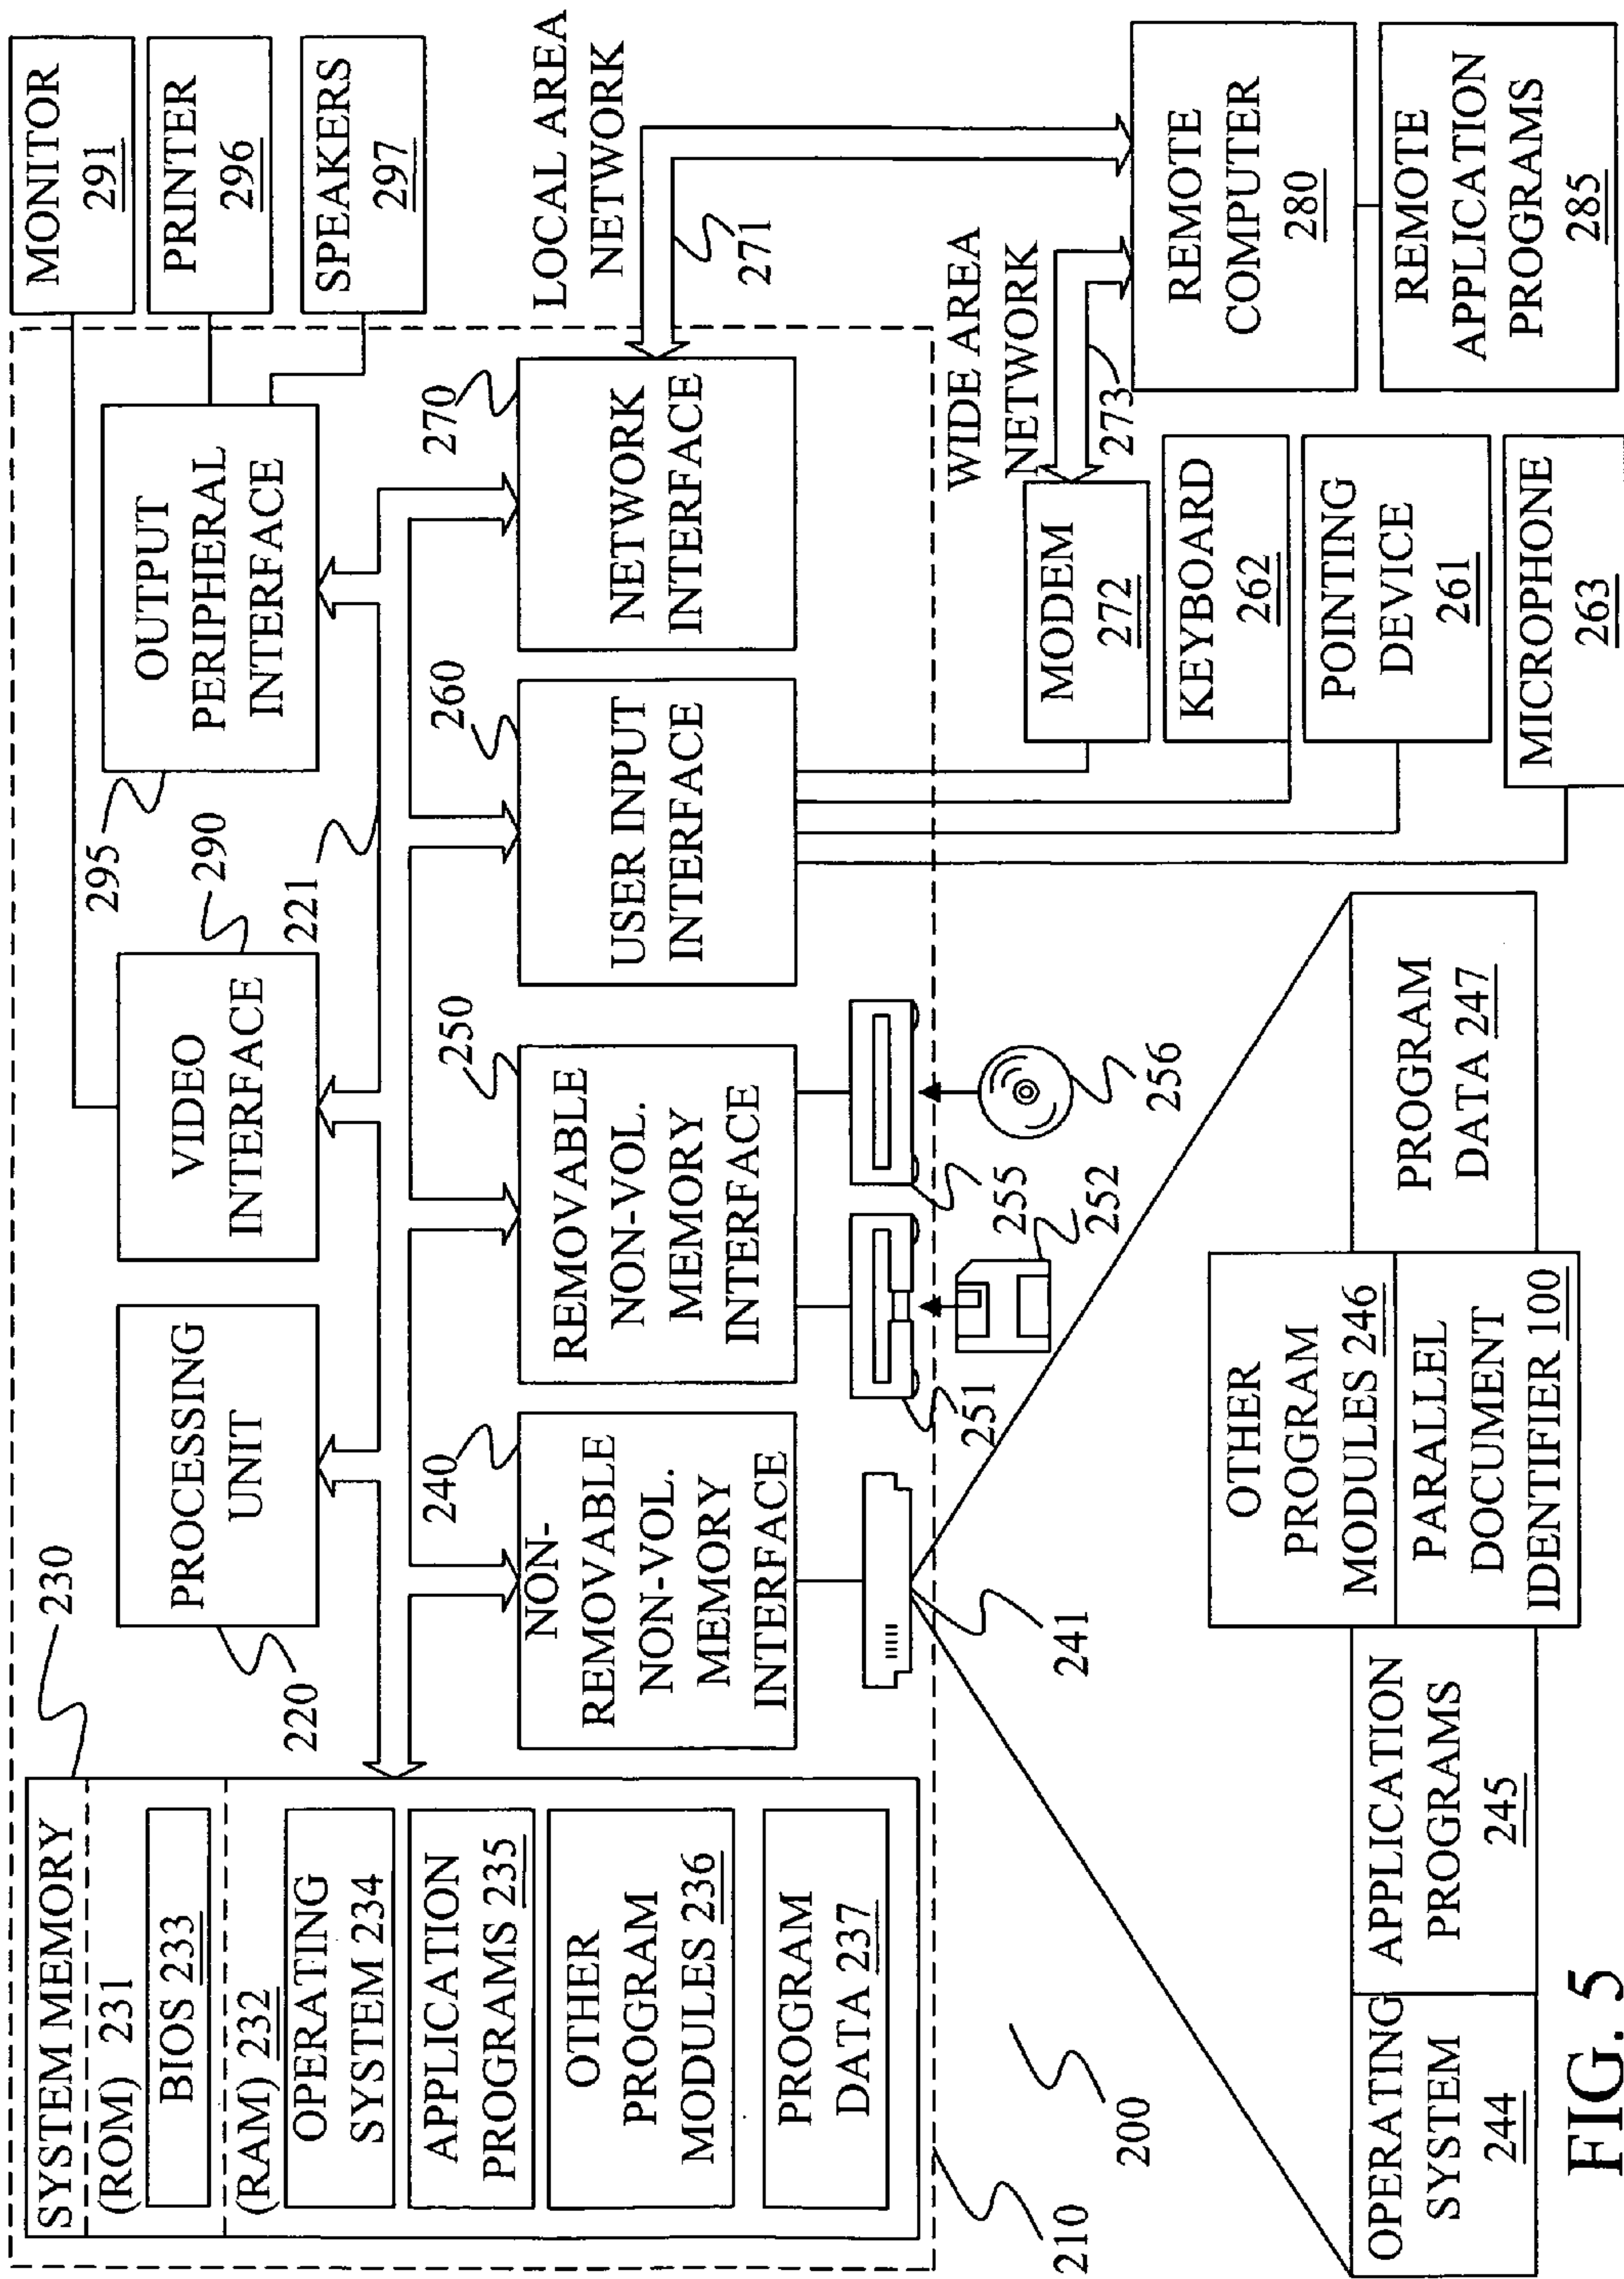 SYSTEM MEMORY
(ROM) 231
BIOS 233
(RAM) 232
OPERATING
SYSTEM 234
APPLICATION
PROGRAMS 235
OTHER
PROGRAM
MODULES 236
PROGRAM
DATA 237
230
PROCESSING
UNIT
220
VIDEO
INTERFACE
290
OUTPUT
PERIPHERAL
INTERFACE
295
221
MONITOR
291
PRINTER
296
SPEAKERS
297
NON-
REMOVABLE
NON-VOL.
MEMORY
INTERFACE
240
REMOVABLE
NON-VOL.
MEMORY
INTERFACE
250
USER INPUT
INTERFACE
260
NETWORK
INTERFACE
270
LOCAL AREA
NETWORK
271
WIDE AREA
NETWORK
273
241
251
252
255
256
MODEM
272
KEYBOARD
262
POINTING
DEVICE
261
MICROPHONE
263
REMOTE
COMPUTER
280
REMOTE
APPLICATION
PROGRAMS
285
210
200
OPERATING
SYSTEM
244
APPLICATION
PROGRAMS
245
OTHER
PROGRAM
MODULES 246
PARALLEL
DOCUMENT
IDENTIFIER 100
PROGRAM
DATA 247
FIG. 5